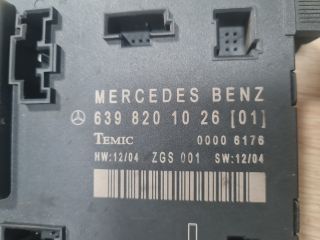 MERCEDES BENZ
639 820 10 26 [01]
TEMIC 0000 6176
HW:12/04 ZGS 001 SW:12/04